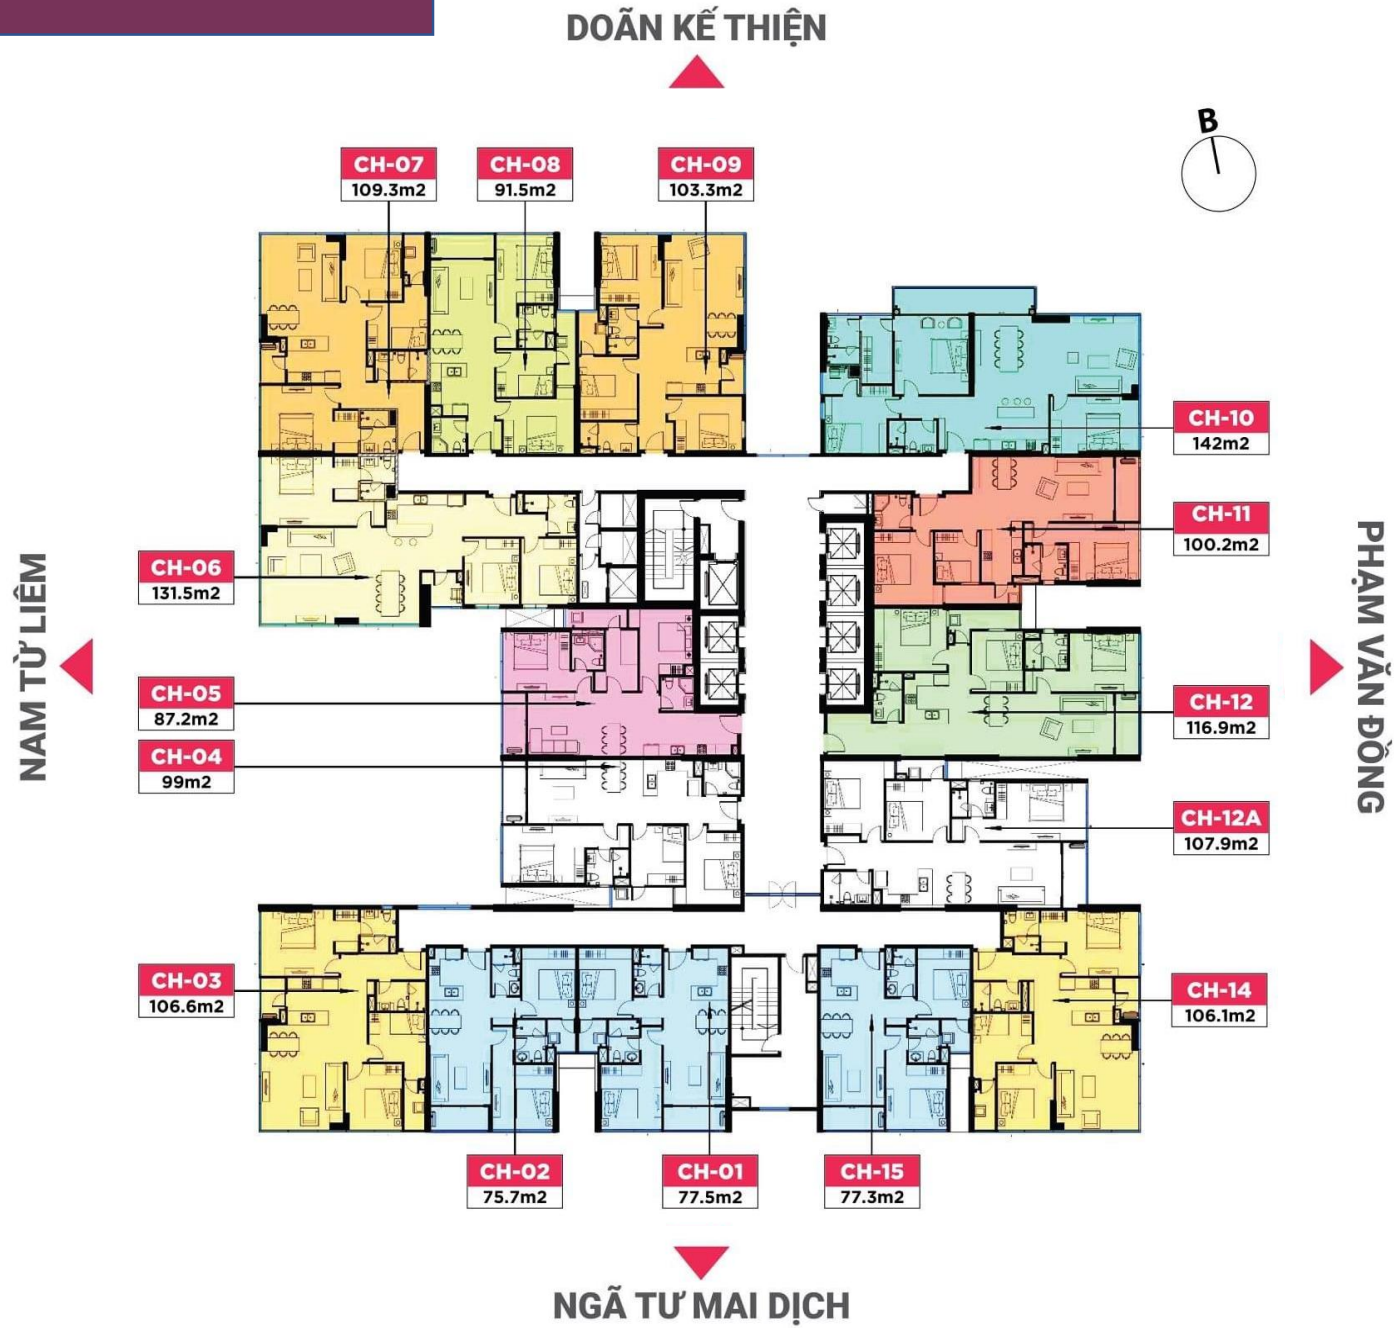 DOÃN KẾ THIỆN
B
CH-07
109.3m2
CH-08
91.5m2
CH-09
103.3m2
CH-10
142m2
CH-11
100.2m2
CH-06
131.5m2
NAM TỪ LIÊM
PHẠM VĂN ĐỒNG
CH-05
87.2m2
CH-12
116.9m2
CH-04
99m2
CH-12A
107.9m2
CH-03
106.6m2
CH-14
106.1m2
CH-02
75.7m2
CH-01
77.5m2
CH-15
77.3m2
NGÃ TƯ MAI DỊCH